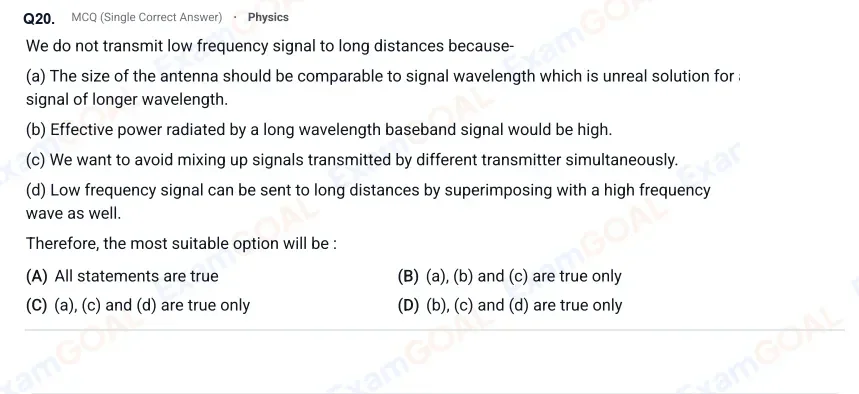 Q20. MCQ (Single Correct Answer) · Physics
We do not transmit low frequency signal to long distances because-
(a) The size of the antenna should be comparable to signal wavelength which is unreal solution for
signal of longer wavelength.
(b) Effective power radiated by a long wavelength baseband signal would be high.
(c) We want to avoid mixing up signals transmitted by different transmitter simultaneously.
(d) Low frequency signal can be sent to long distances by superimposing with a high frequency
wave as well.
Therefore, the most suitable option will be :
(A) All statements are true
(B) (a), (b) and (c) are true only
(C) (a), (c) and (d) are true only
(D) (b), (c) and (d) are true only